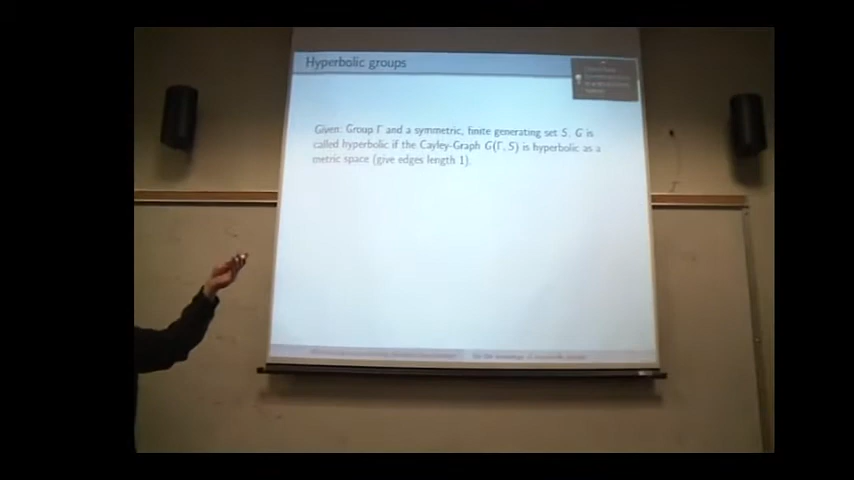 Hyperbolic groups
Given: Group Γ and a symmetric, finite generating set S. G is
called hyperbolic if the Cayley-Graph G(Γ, S) is hyperbolic as a
metric space (give edges length 1).